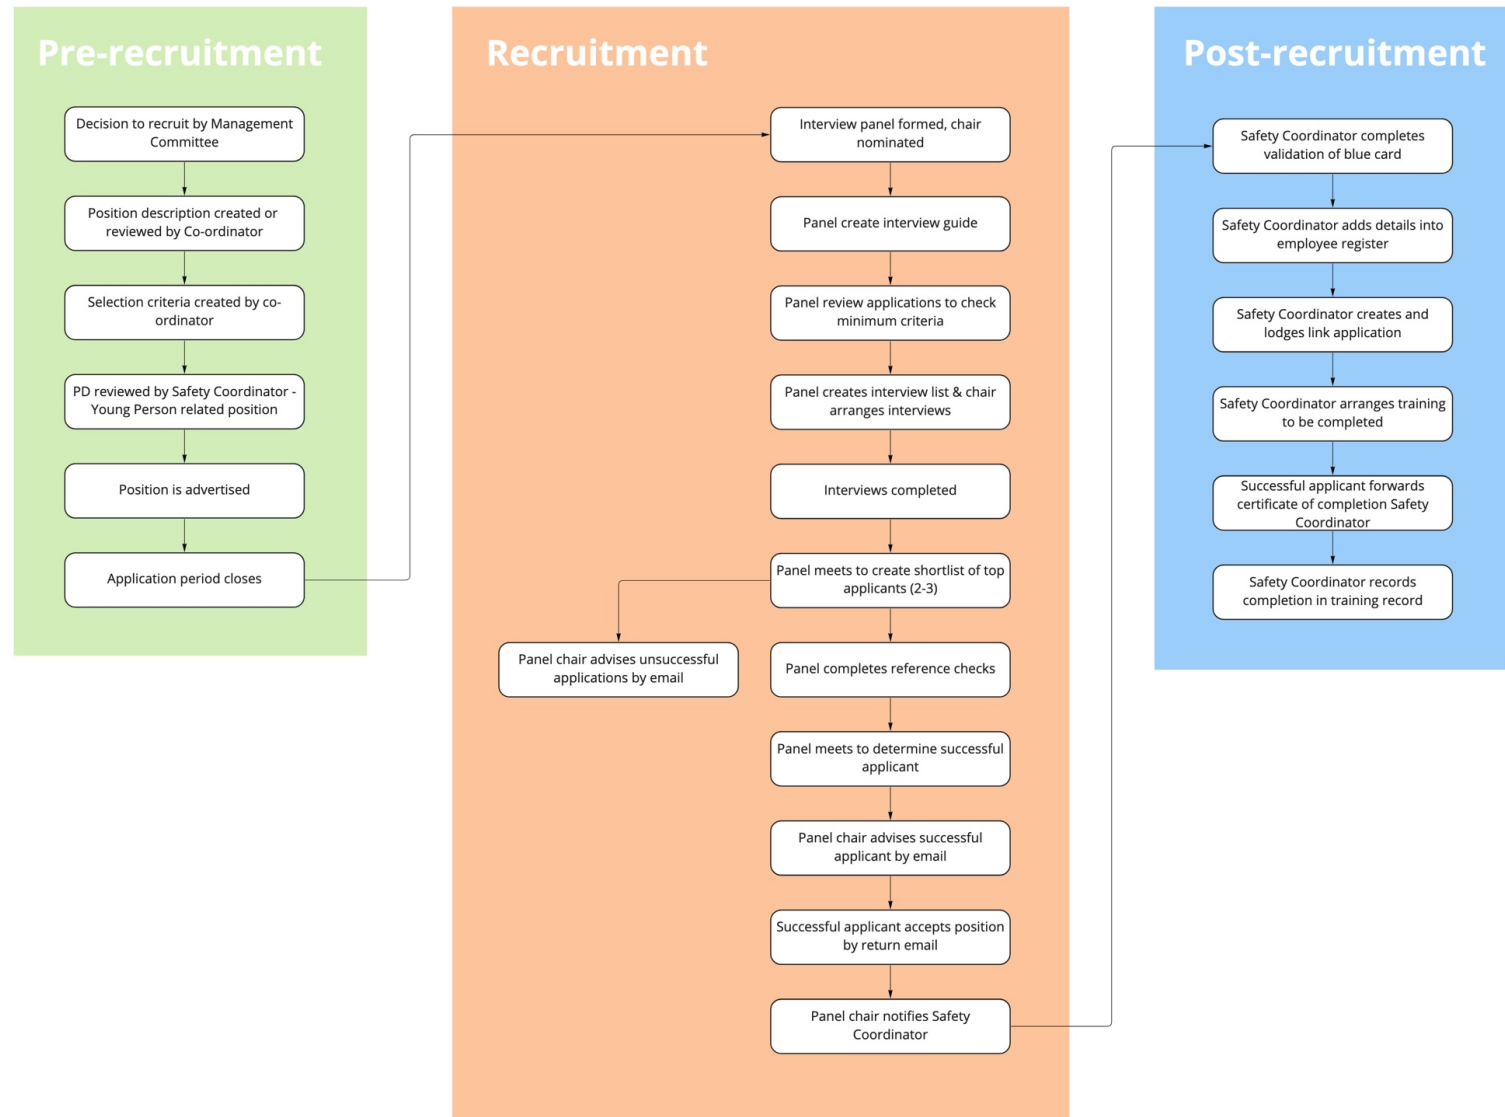 Pre-recruitment
Decision to recruit by Management
Committee
Position description created or
reviewed by Co-ordinator
Selection criteria created by co-
ordinator
PD reviewed by Safety Coordinator -
Young Person related position
Position is advertised
Application period closes
Recruitment
Interview panel formed, chair
nominated
Panel create interview guide
Panel review applications to check
minimum criteria
Panel creates interview list & chair
arranges interviews
Interviews completed
Panel meets to create shortlist of top
applicants (2-3)
Panel chair advises unsuccessful
applications by email
Panel completes reference checks
Panel meets to determine successful
applicant
Panel chair advises successful
applicant by email
Successful applicant accepts position
by return email
Panel chair notifies Safety
Coordinator
Post-recruitment
Safety Coordinator completes
validation of blue card
Safety Coordinator adds details into
employee register
Safety Coordinator creates and
lodges link application
Safety Coordinator arranges training
to be completed
Successful applicant forwards
certificate of completion Safety
Coordinator
Safety Coordinator records
completion in training record